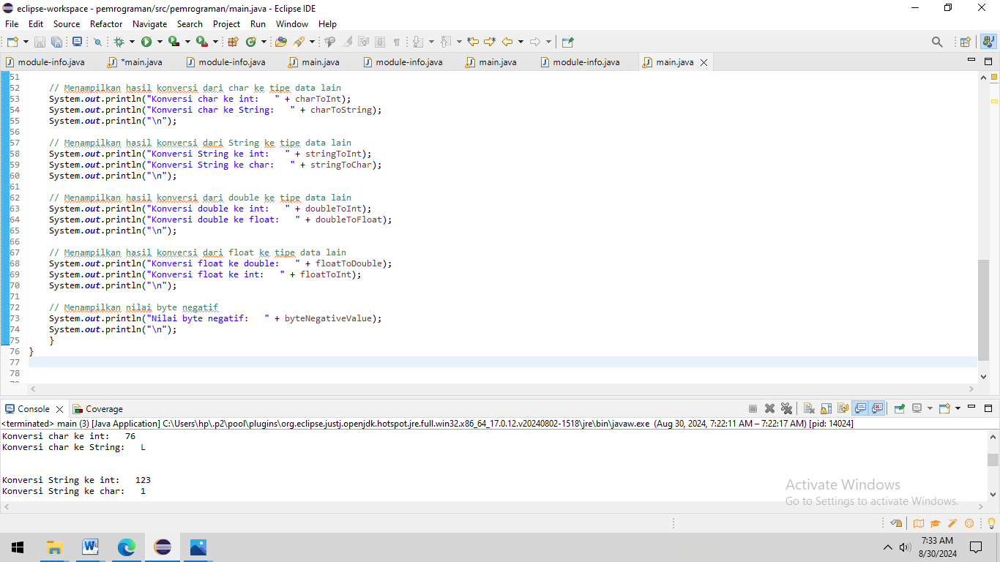 eclipse-workspace - pemrograman/src/pemrograman/main.java - Eclipse IDE
File Edit Source Refactor Navigate Search Project Run Window Help
module-info.java *main.java module-info.java main.java module-info.java main.java module-info.java main.java
51
52 // Menampilkan hasil konversi dari char ke tipe data lain
53 System.out.println("Konversi char ke int:   " + charToInt);
54 System.out.println("Konversi char ke String:   " + charToString);
55 System.out.println("\n");
56
57 // Menampilkan hasil konversi dari String ke tipe data lain
58 System.out.println("Konversi String ke int:   " + stringToInt);
59 System.out.println("Konversi String ke char:   " + stringToChar);
60 System.out.println("\n");
61
62 // Menampilkan hasil konversi dari double ke tipe data lain
63 System.out.println("Konversi double ke int:   " + doubleToInt);
64 System.out.println("Konversi double ke float:   " + doubleToFloat);
65 System.out.println("\n");
66
67 // Menampilkan hasil konversi dari float ke tipe data lain
68 System.out.println("Konversi float ke double:   " + floatToDouble);
69 System.out.println("Konversi float ke int:   " + floatToInt);
70 System.out.println("\n");
71
72 // Menampilkan nilai byte negatif
73 System.out.println("Nilai byte negatif:   " + byteNegativeValue);
74 System.out.println("\n");
75 }
76 }
77
78
Console Coverage
<terminated> main (3) [Java Application] C:\Users\hp\.p2\pool\plugins\org.eclipse.justj.openjdk.hotspot.jre.full.win32.x86_64_17.0.12.v20240802-1518\jre\bin\javaw.exe (Aug 30, 2024, 7:22:11 AM – 7:22:17 AM) [pid: 14024]
Konversi char ke int:   76
Konversi char ke String:   L
Konversi String ke int:   123
Konversi String ke char:   1
Activate Windows
Go to Settings to activate Windows.
7:33 AM
8/30/2024